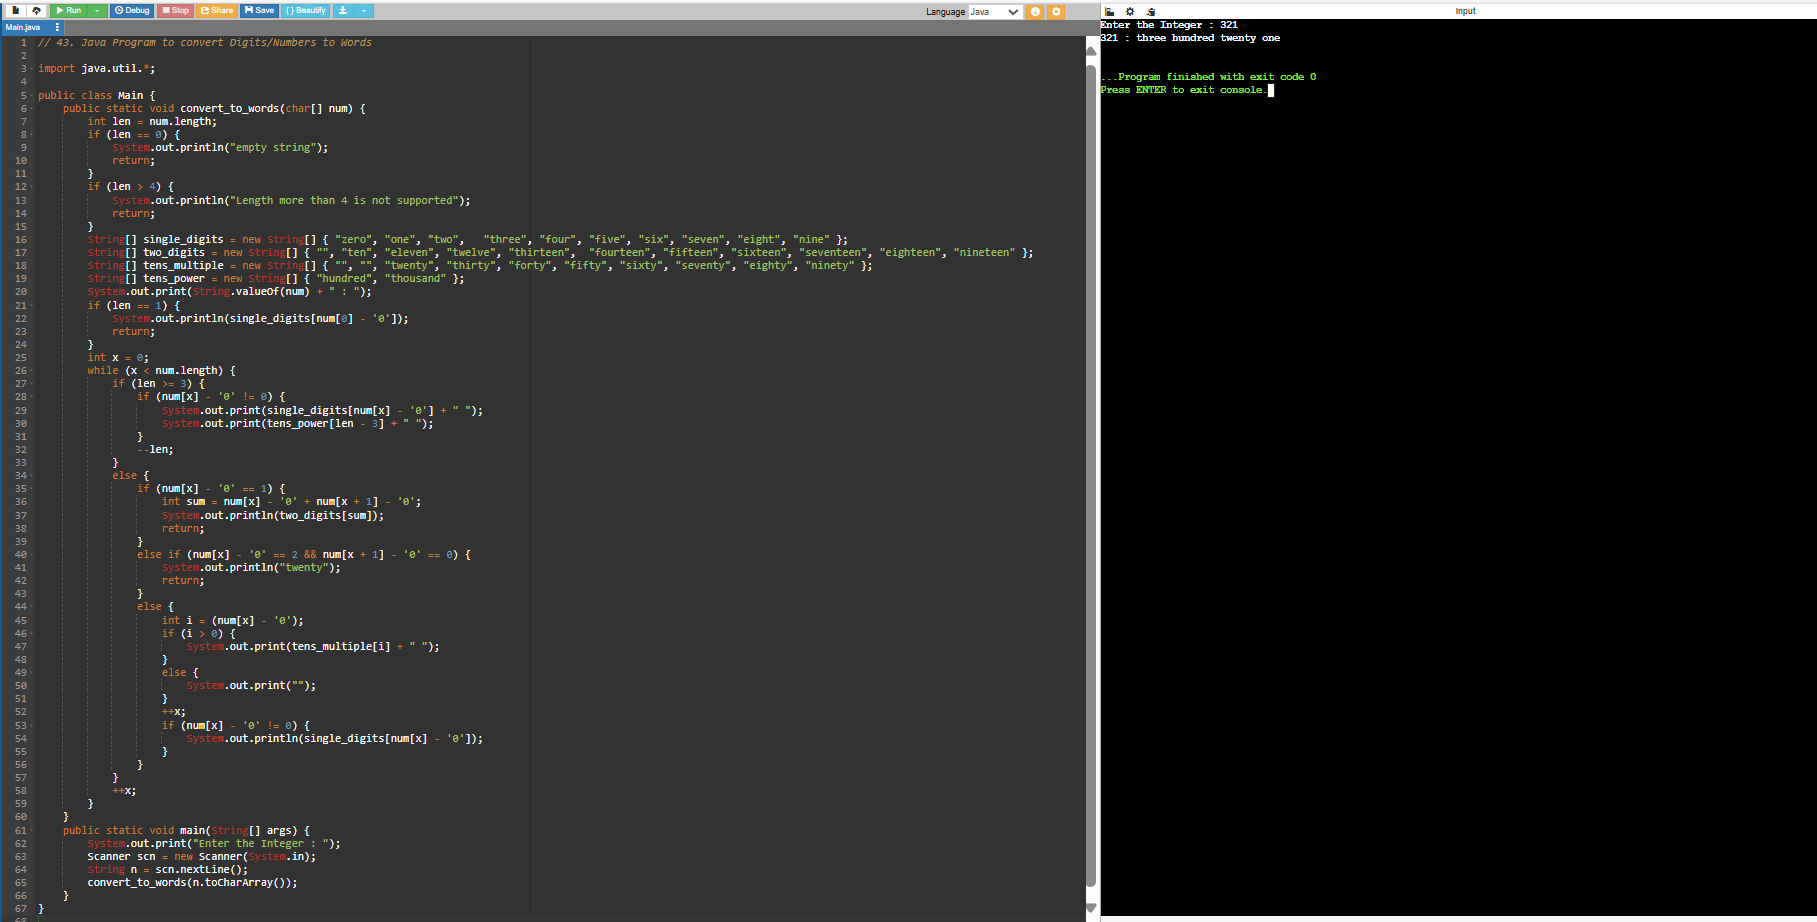 Run Debug Stop Share Save { } Beautify
Language Java
Main.java
1 // 43. Java Program to convert Digits/Numbers to Words
2
3 import java.util.*;
4
5 public class Main {
6     public static void convert_to_words(char[] num) {
7         int len = num.length;
8         if (len == 0) {
9             System.out.println("empty string");
10             return;
11         }
12         if (len > 4) {
13             System.out.println("Length more than 4 is not supported");
14             return;
15         }
16         String[] single_digits = new String[] { "zero", "one", "two",   "three", "four", "five", "six", "seven", "eight", "nine" };
17         String[] two_digits = new String[] { "", "ten", "eleven", "twelve", "thirteen",  "fourteen", "fifteen", "sixteen", "seventeen", "eighteen", "nineteen" };
18         String[] tens_multiple = new String[] { "", "", "twenty", "thirty", "forty", "fifty", "sixty", "seventy", "eighty", "ninety" };
19         String[] tens_power = new String[] { "hundred", "thousand" };
20         System.out.print(String.valueOf(num) + " : ");
21         if (len == 1) {
22             System.out.println(single_digits[num[0] - '0']);
23             return;
24         }
25         int x = 0;
26         while (x < num.length) {
27             if (len >= 3) {
28                 if (num[x] - '0' != 0) {
29                     System.out.print(single_digits[num[x] - '0'] + " ");
30                     System.out.print(tens_power[len - 3] + " ");
31                 }
32                 --len;
33             }
34             else {
35                 if (num[x] - '0' == 1) {
36                     int sum = num[x] - '0' + num[x + 1] - '0';
37                     System.out.println(two_digits[sum]);
38                     return;
39                 }
40                 else if (num[x] - '0' == 2 && num[x + 1] - '0' == 0) {
41                     System.out.println("twenty");
42                     return;
43                 }
44                 else {
45                     int i = (num[x] - '0');
46                     if (i > 0) {
47                         System.out.print(tens_multiple[i] + " ");
48                     }
49                     else {
50                         System.out.print("");
51                     }
52                     ++x;
53                     if (num[x] - '0' != 0) {
54                         System.out.println(single_digits[num[x] - '0']);
55                     }
56                 }
57             }
58             ++x;
59         }
60     }
61     public static void main(String[] args) {
62         System.out.print("Enter the Integer : ");
63         Scanner scn = new Scanner(System.in);
64         String n = scn.nextLine();
65         convert_to_words(n.toCharArray());
66     }
67 }
68
input
Enter the Integer : 321
321 : three hundred twenty one
...Program finished with exit code 0
Press ENTER to exit console.